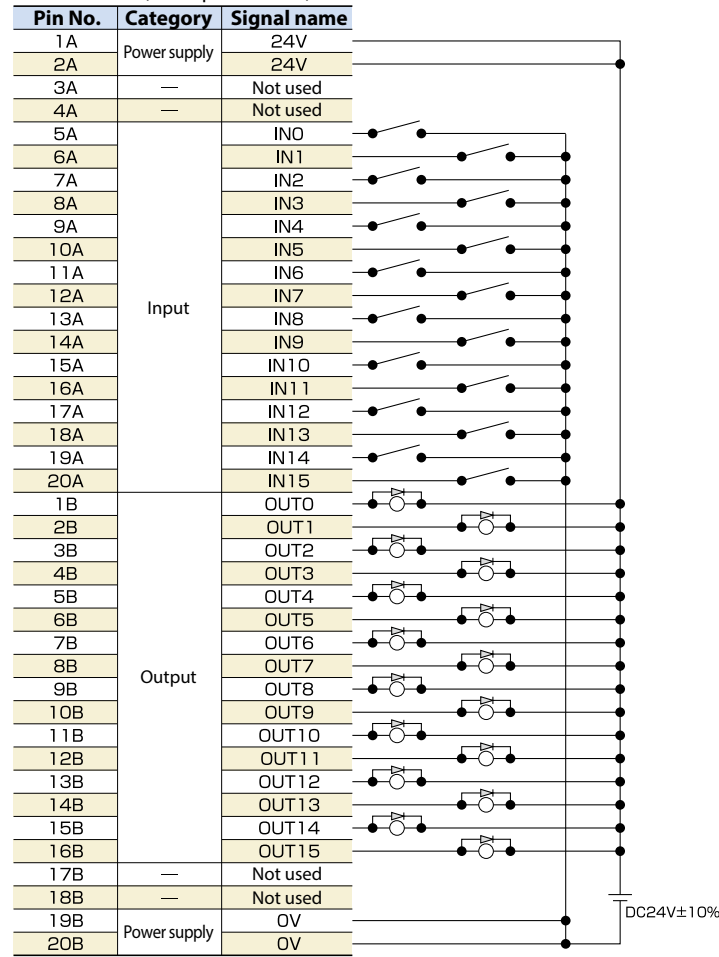 Pin No. Category Signal name
1A Power supply 24V
2A 24V
3A — Not used
4A — Not used
5A Input IN0
6A IN1
7A IN2
8A IN3
9A IN4
10A IN5
11A IN6
12A IN7
13A IN8
14A IN9
15A IN10
16A IN11
17A IN12
18A IN13
19A IN14
20A IN15
1B Output OUT0
2B OUT1
3B OUT2
4B OUT3
5B OUT4
6B OUT5
7B OUT6
8B OUT7
9B OUT8
10B OUT9
11B OUT10
12B OUT11
13B OUT12
14B OUT13
15B OUT14
16B OUT15
17B — Not used
18B — Not used
DC24V±10%
19B Power supply 0V
20B 0V